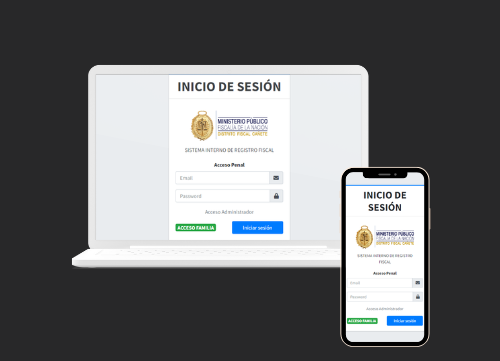 INICIO DE SESIÓN
MINISTERIO PÚBLICO
FISCALÍA DE LA NACIÓN
DISTRITO FISCAL CAÑETE
SISTEMA INTERNO DE REGISTRO FISCAL
Acceso Penal
Email
Password
Acceso Administrador
ACCESO FAMILIA
Iniciar sesión
INICIO DE
SESIÓN
MINISTERIO PÚBLICO
FISCALÍA DE LA NACIÓN
DISTRITO FISCAL CAÑETE
SISTEMA INTERNO DE REGISTRO
FISCAL
Acceso Penal
Email
Password
Acceso Administrador
ACCESO FAMILIA
Iniciar sesión